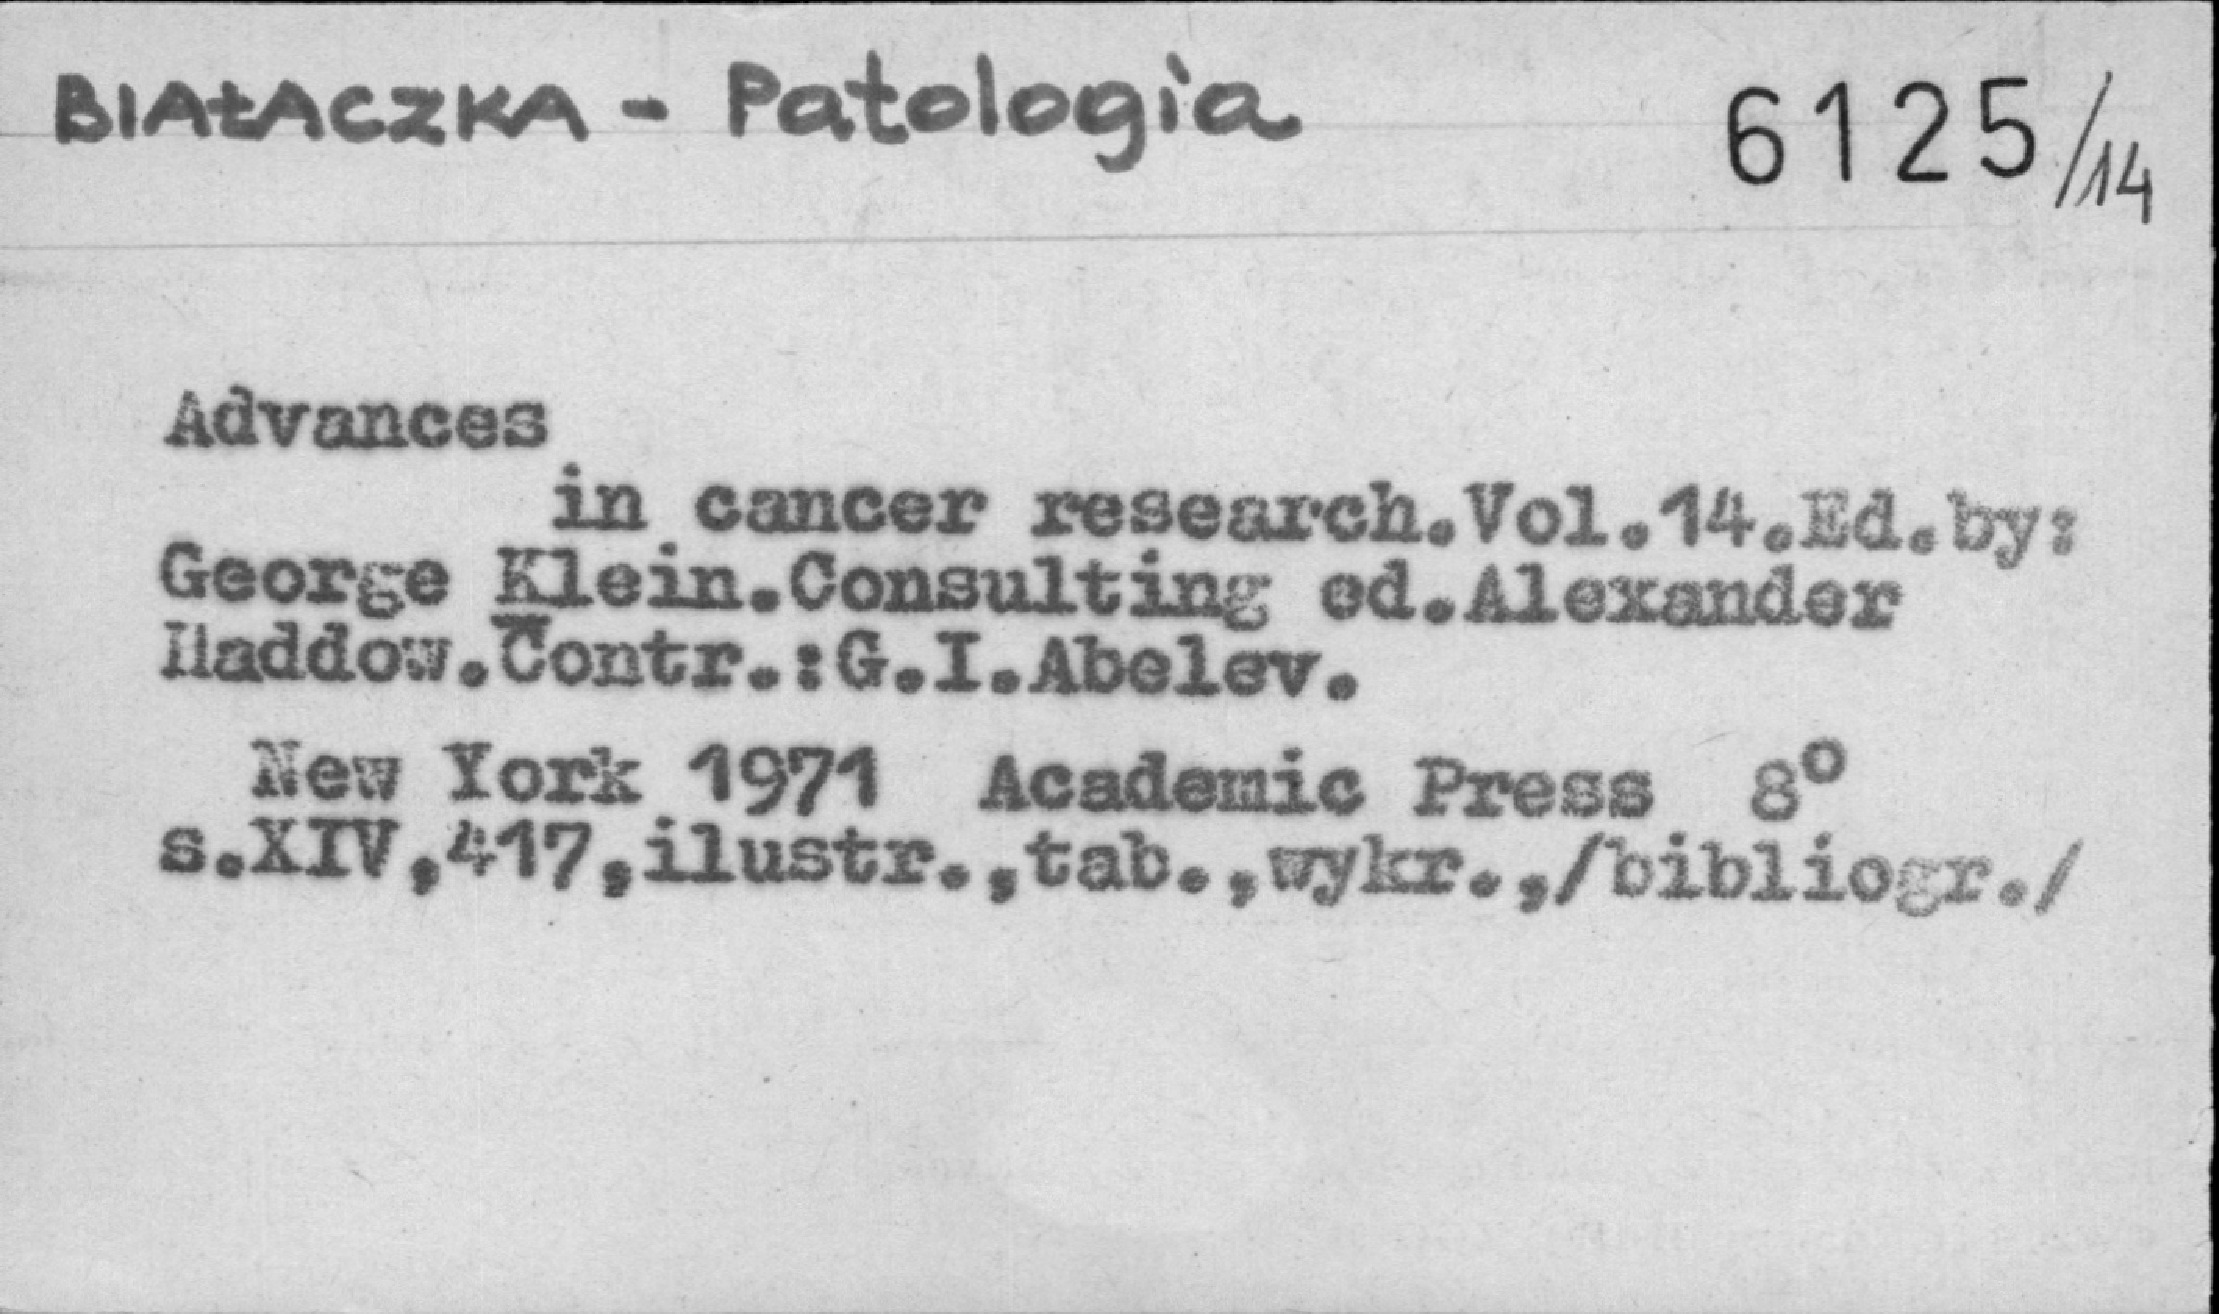 BIAŁACZKA - Patologia 6125/14
Advances
in cancer research.Vol.14.Ed.by:
George Klein.Consulting ed.Alexander
Haddow.Contr.:G.I.Abelev.
New York 1971 Academic Press 8°
s.XIV,417,ilustr.,tab.,wykr.,/bibliogr./